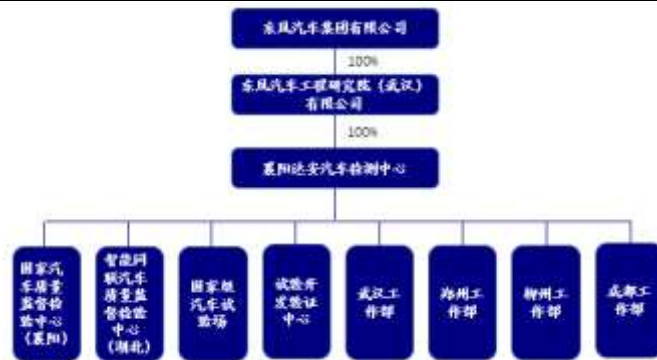 东风汽车集团有限公司
100%
东风汽车工程研究院（武汉）
有限公司
100%
襄阳达安汽车检测中心
国家汽
车质量
监督检
验中心
（襄阳）
智能网
联汽车
质量监
督检验
中心
（湖北）
国家级
汽车试
验场
试验开
发验证
中心
武汉工
作部
郑州工
作部
柳州工
作部
成都工
作部